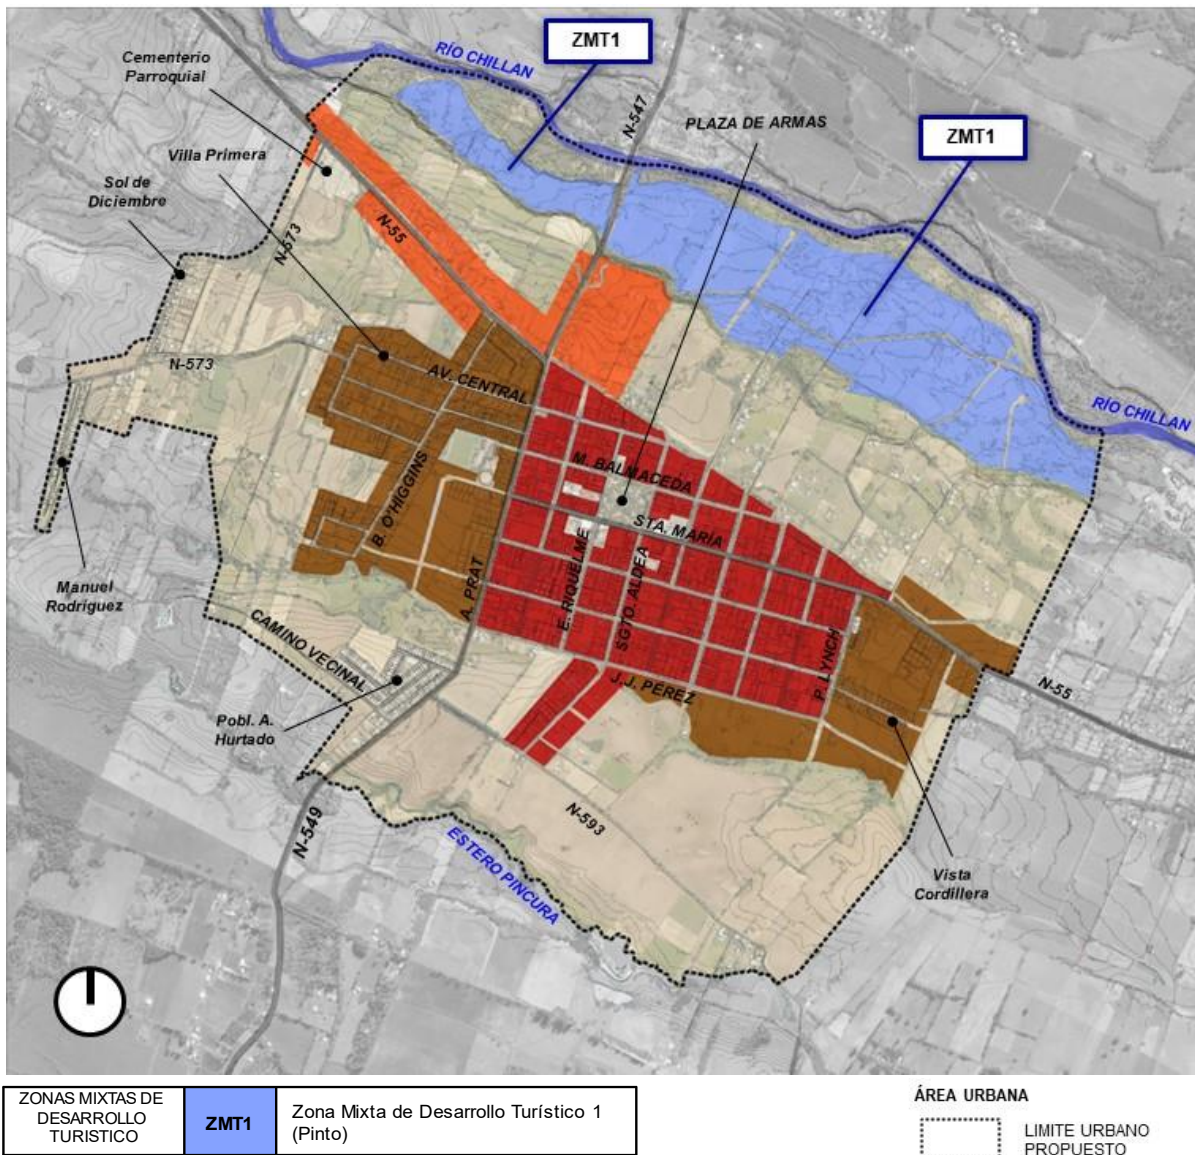 ZMT1
RÍO CHILLAN
Cementerio
Parroquial
N-547
PLAZA DE ARMAS
ZMT1
Villa Primera
Sol de
Diciembre
N-55
N-573
N-573
AV. CENTRAL
RÍO CHILLAN
M. BALMACEDA
B. O'HIGGINS
STA. MARÍA
E. RIQUELME
SGTO. ALDEA
A. PRAT
Manuel
Rodríguez
CAMINO VECINAL
P. LYNCH
J.J. PÉREZ
N-55
Pobl. A.
Hurtado
N-593
N-549
ESTERO PINCURA
Vista
Cordillera
ZONAS MIXTAS DE
DESARROLLO
TURISTICO
ZMT1
Zona Mixta de Desarrollo Turístico 1
(Pinto)
ÁREA URBANA
LIMITE URBANO
PROPUESTO